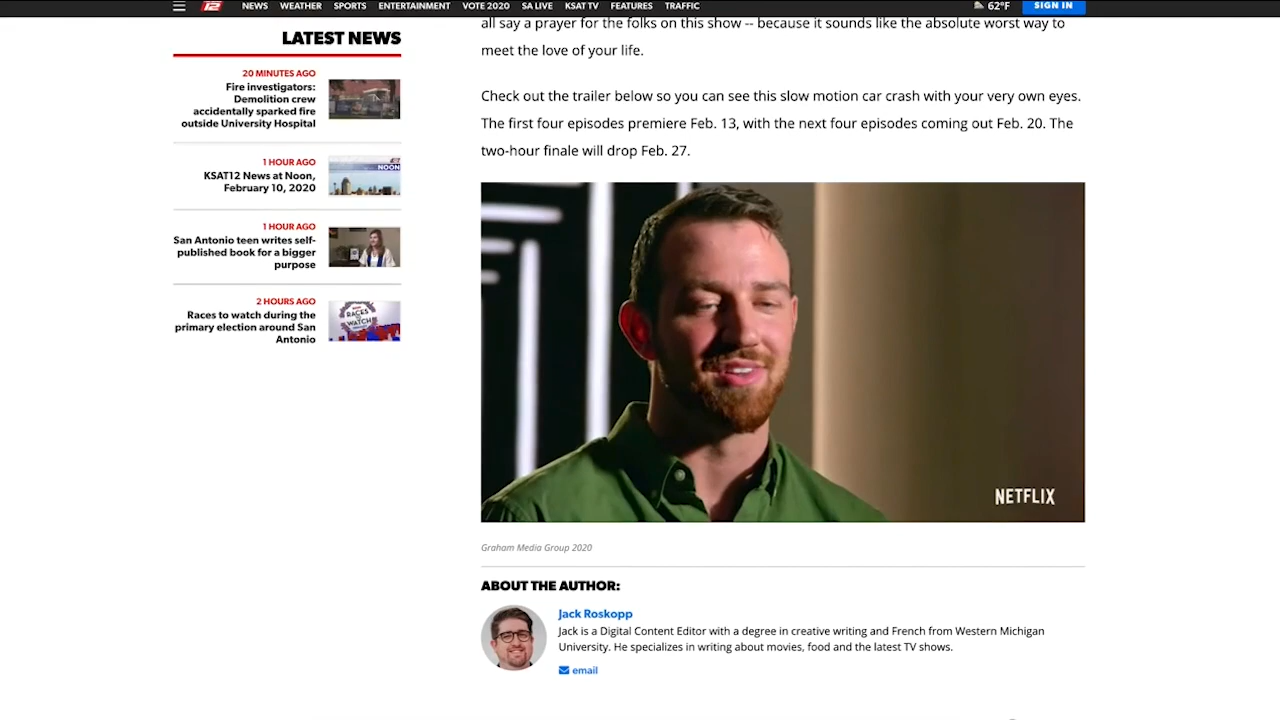 NEWS WEATHER SPORTS ENTERTAINMENT VOTE 2020 SA LIVE KSAT TV FEATURES TRAFFIC 62°F SIGN IN
12
LATEST NEWS
20 MINUTES AGO
Fire investigators:
Demolition crew
accidentally sparked fire
outside University Hospital
1 HOUR AGO
KSAT12 News at Noon,
February 10, 2020
NOON
1 HOUR AGO
San Antonio teen writes self-
published book for a bigger
purpose
2 HOURS AGO
Races to watch during the
primary election around San
Antonio
RACES
TO
WATCH
all say a prayer for the folks on this show -- because it sounds like the absolute worst way to
meet the love of your life.
Check out the trailer below so you can see this slow motion car crash with your very own eyes.
The first four episodes premiere Feb. 13, with the next four episodes coming out Feb. 20. The
two-hour finale will drop Feb. 27.
NETFLIX
Graham Media Group 2020
ABOUT THE AUTHOR:
Jack Roskopp
Jack is a Digital Content Editor with a degree in creative writing and French from Western Michigan
University. He specializes in writing about movies, food and the latest TV shows.
email